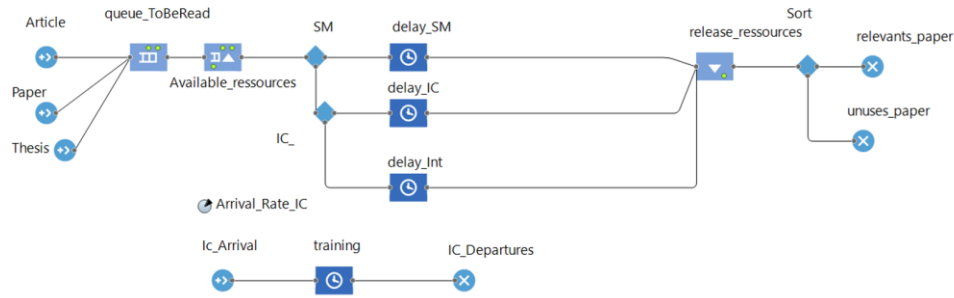 queue_ToBeRead
Article
SM
delay_SM
Sort
release_ressources
relevants_paper
Available_ressources
Paper
delay_IC
unuses_paper
Thesis
IC_
delay_Int
Arrival_Rate_IC
Ic_Arrival
training
IC_Departures